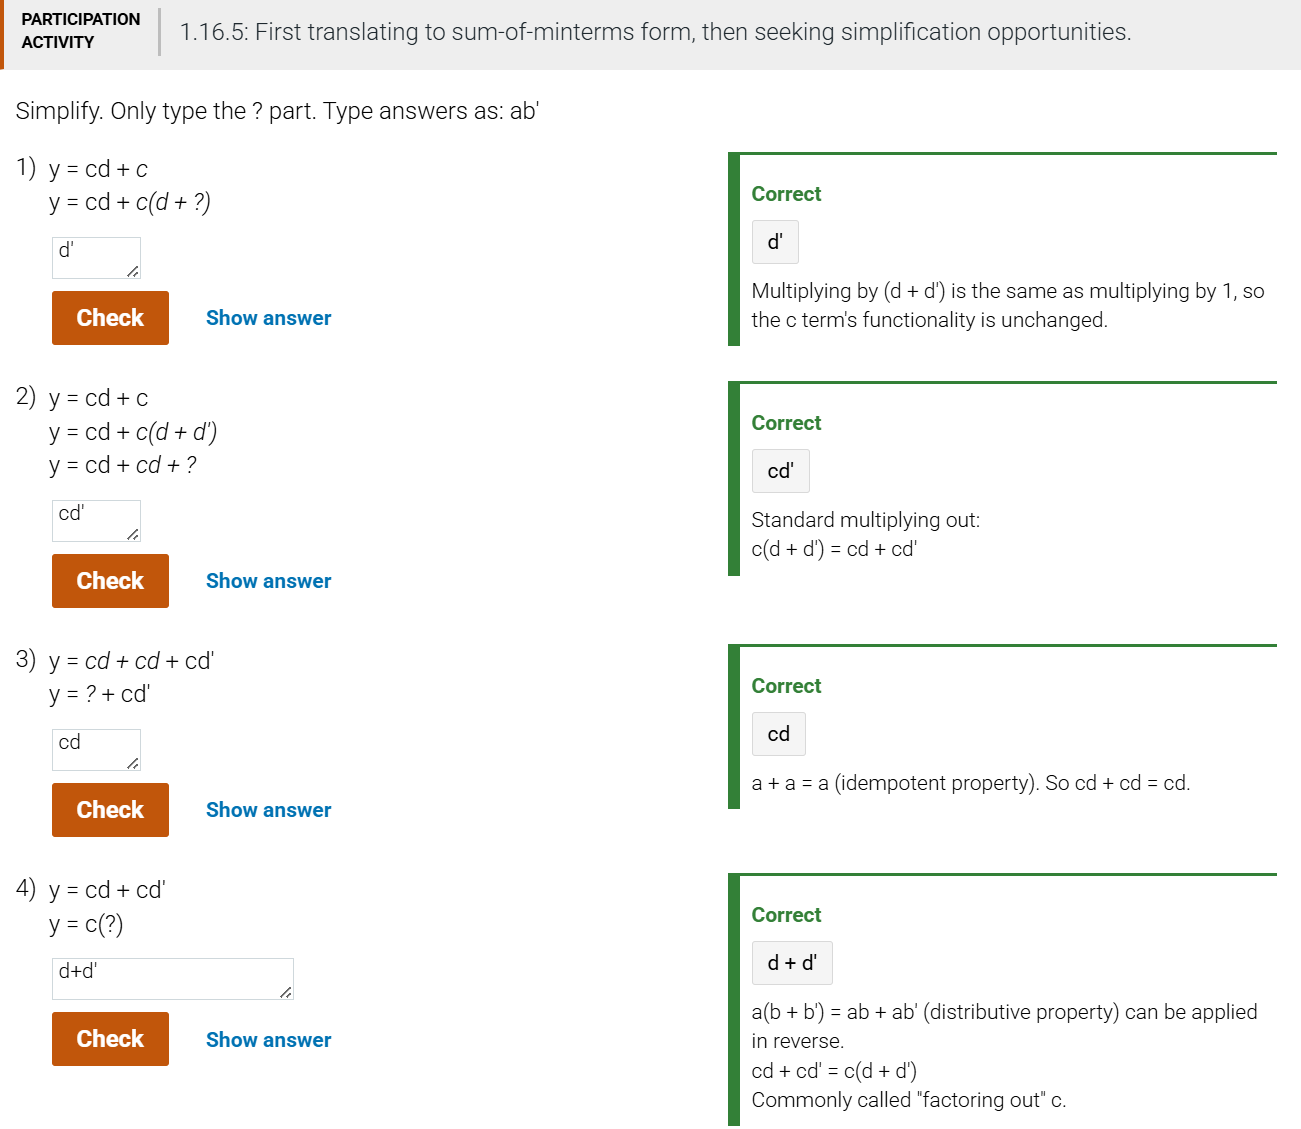 PARTICIPATION
ACTIVITY
1.16.5: First translating to sum-of-minterms form, then seeking simplification opportunities.
Simplify. Only type the ? part. Type answers as: ab'
1) y = cd + c
y = cd + c(d + ?)
d'
Check Show answer
Correct
d'
Multiplying by (d + d') is the same as multiplying by 1, so
the c term's functionality is unchanged.
2) y = cd + c
y = cd + c(d + d')
y = cd + cd + ?
cd'
Check Show answer
Correct
cd'
Standard multiplying out:
c(d + d') = cd + cd'
3) y = cd + cd + cd'
y = ? + cd'
cd
Check Show answer
Correct
cd
a + a = a (idempotent property). So cd + cd = cd.
4) y = cd + cd'
y = c(?)
d+d'
Check Show answer
Correct
d + d'
a(b + b') = ab + ab' (distributive property) can be applied
in reverse.
cd + cd' = c(d + d')
Commonly called "factoring out" c.